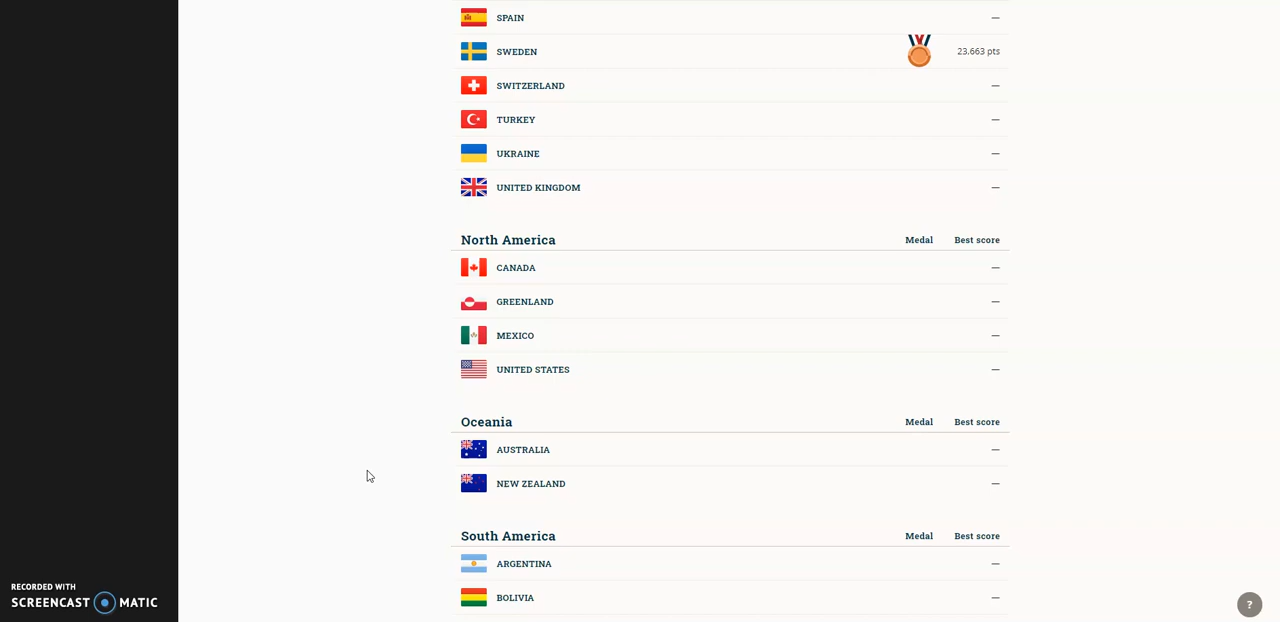 SPAIN —
SWEDEN 23,663 pts
SWITZERLAND —
TURKEY —
UKRAINE —
UNITED KINGDOM —
North America Medal Best score
CANADA —
GREENLAND —
MEXICO —
UNITED STATES —
Oceania Medal Best score
AUSTRALIA —
NEW ZEALAND —
South America Medal Best score
ARGENTINA —
BOLIVIA —
RECORDED WITH
SCREENCAST MATIC
?